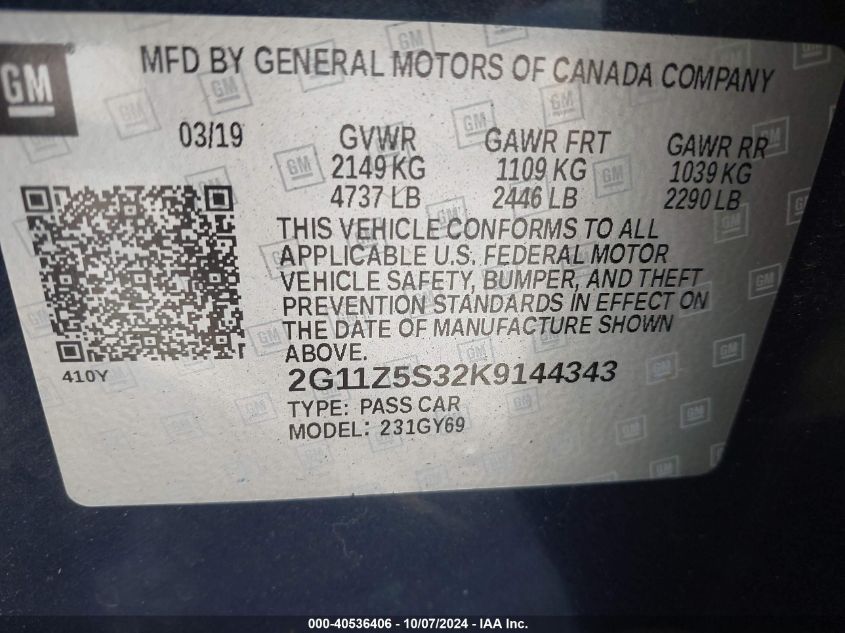 GM
MFD BY GENERAL MOTORS OF CANADA COMPANY
03/19
GVWR GAWR FRT GAWR RR
2149 KG 1109 KG 1039 KG
4737 LB 2446 LB 2290 LB
THIS VEHICLE CONFORMS TO ALL
APPLICABLE U.S. FEDERAL MOTOR
VEHICLE SAFETY, BUMPER, AND THEFT
PREVENTION STANDARDS IN EFFECT ON
THE DATE OF MANUFACTURE SHOWN
ABOVE.
410Y
2G11Z5S32K9144343
TYPE: PASS CAR
MODEL: 231GY69
000-40536406 - 10/07/2024 - IAA Inc.